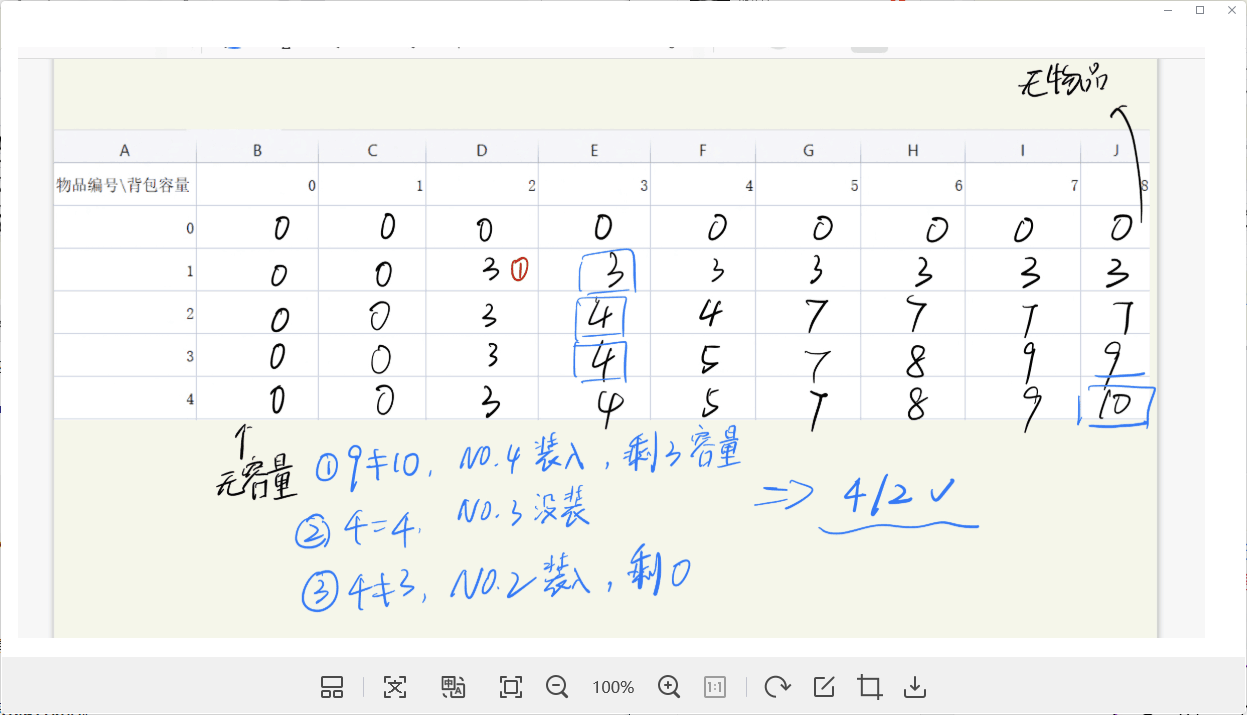 无物品
A B C D E F G H I J
物品编号\背包容量 0 1 2 3 4 5 6 7 8
0 0 0 0 0 0 0 0 0 0
1 0 0 3 ① 3 3 3 3 3 3
2 0 0 3 4 4 7 7 7 7
3 0 0 3 4 5 7 8 9 9
4 0 0 3 4 5 7 8 9 10
↑
无容量
① 9≠10, NO.4 装入, 剩3容量
② 4=4, NO.3 没装
⇒ 4/2 ✓
③ 4≠3, NO.2 装入, 剩0
100% 1:1